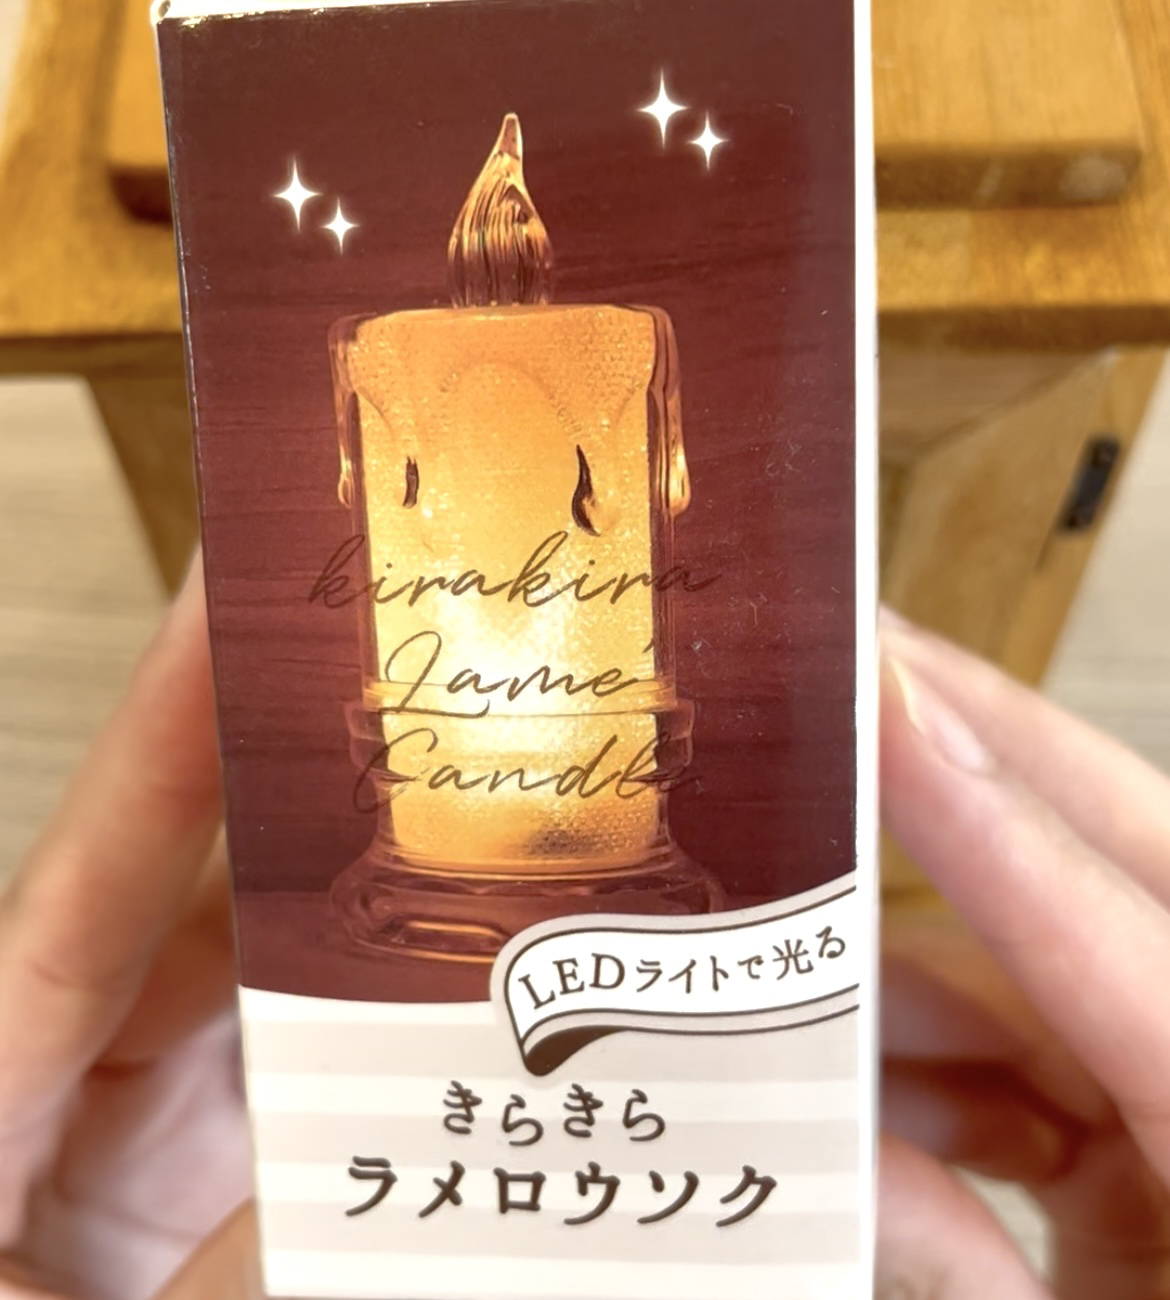 kirakira
Lamé
Candle
LEDライトで光る
きらきら
ラメロウソク